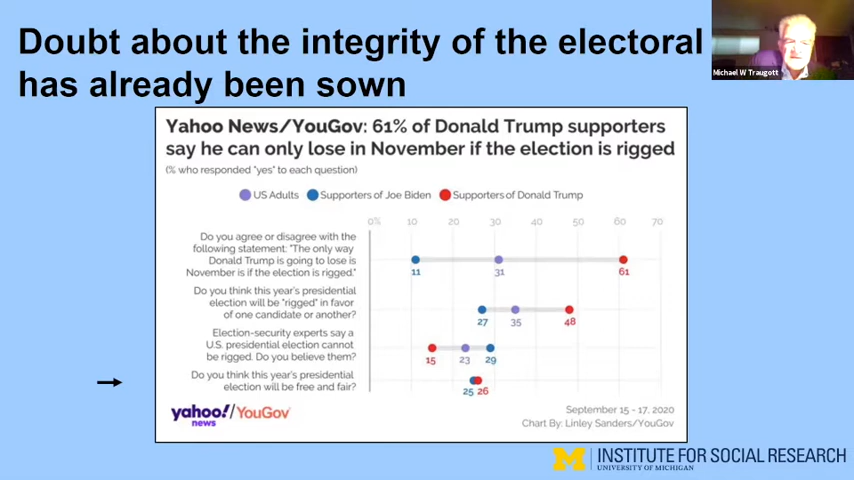 Doubt about the integrity of the electoral
has already been sown
Michael W Traugott
Yahoo News/YouGov: 61% of Donald Trump supporters
say he can only lose in November if the election is rigged
(% who responded "yes" to each question)
US Adults Supporters of Joe Biden Supporters of Donald Trump
0% 10 20 30 40 50 60 70
Do you agree or disagree with the
following statement: "The only way
Donald Trump is going to lose is
November is if the election is rigged."
11 31 61
Do you think this year's presidential
election will be "rigged" in favor
of one candidate or another?
27 35 48
Election-security experts say a
U.S. presidential election cannot
be rigged. Do you believe them?
15 23 29
Do you think this year's presidential
election will be free and fair?
25 26
yahoo!/YouGov
news
September 15 - 17, 2020
Chart By: Linley Sanders/YouGov
M INSTITUTE FOR SOCIAL RESEARCH
UNIVERSITY OF MICHIGAN